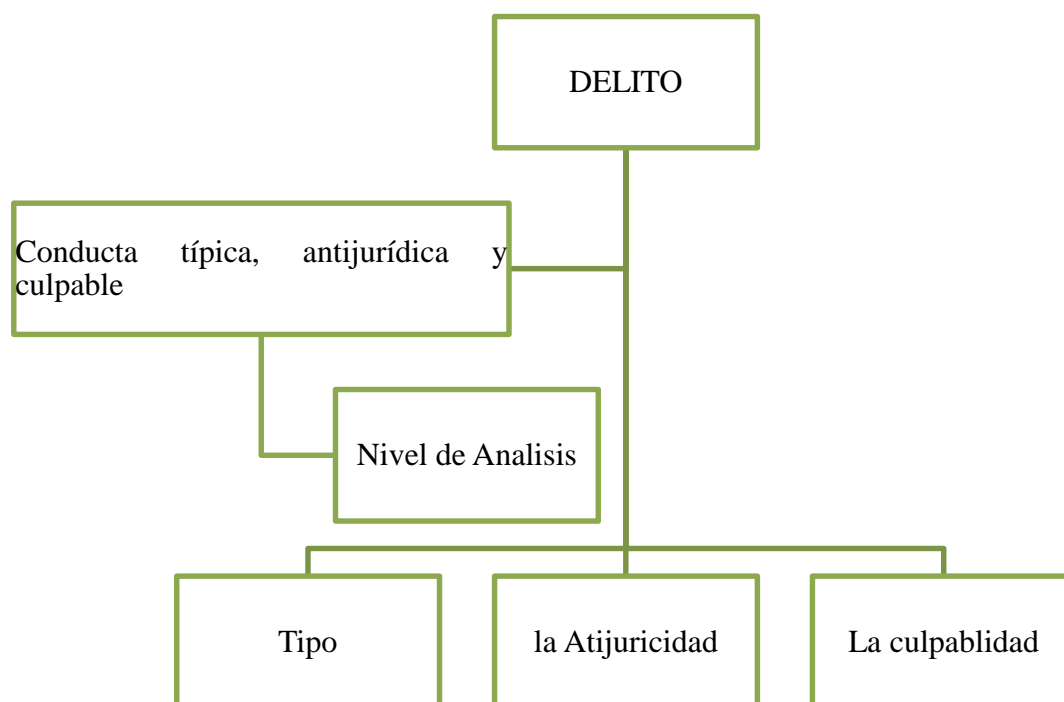 DELITO
Conducta típica, antijurídica y
culpable
Nivel de Analisis
Tipo
la Atijuricidad
La culpablidad